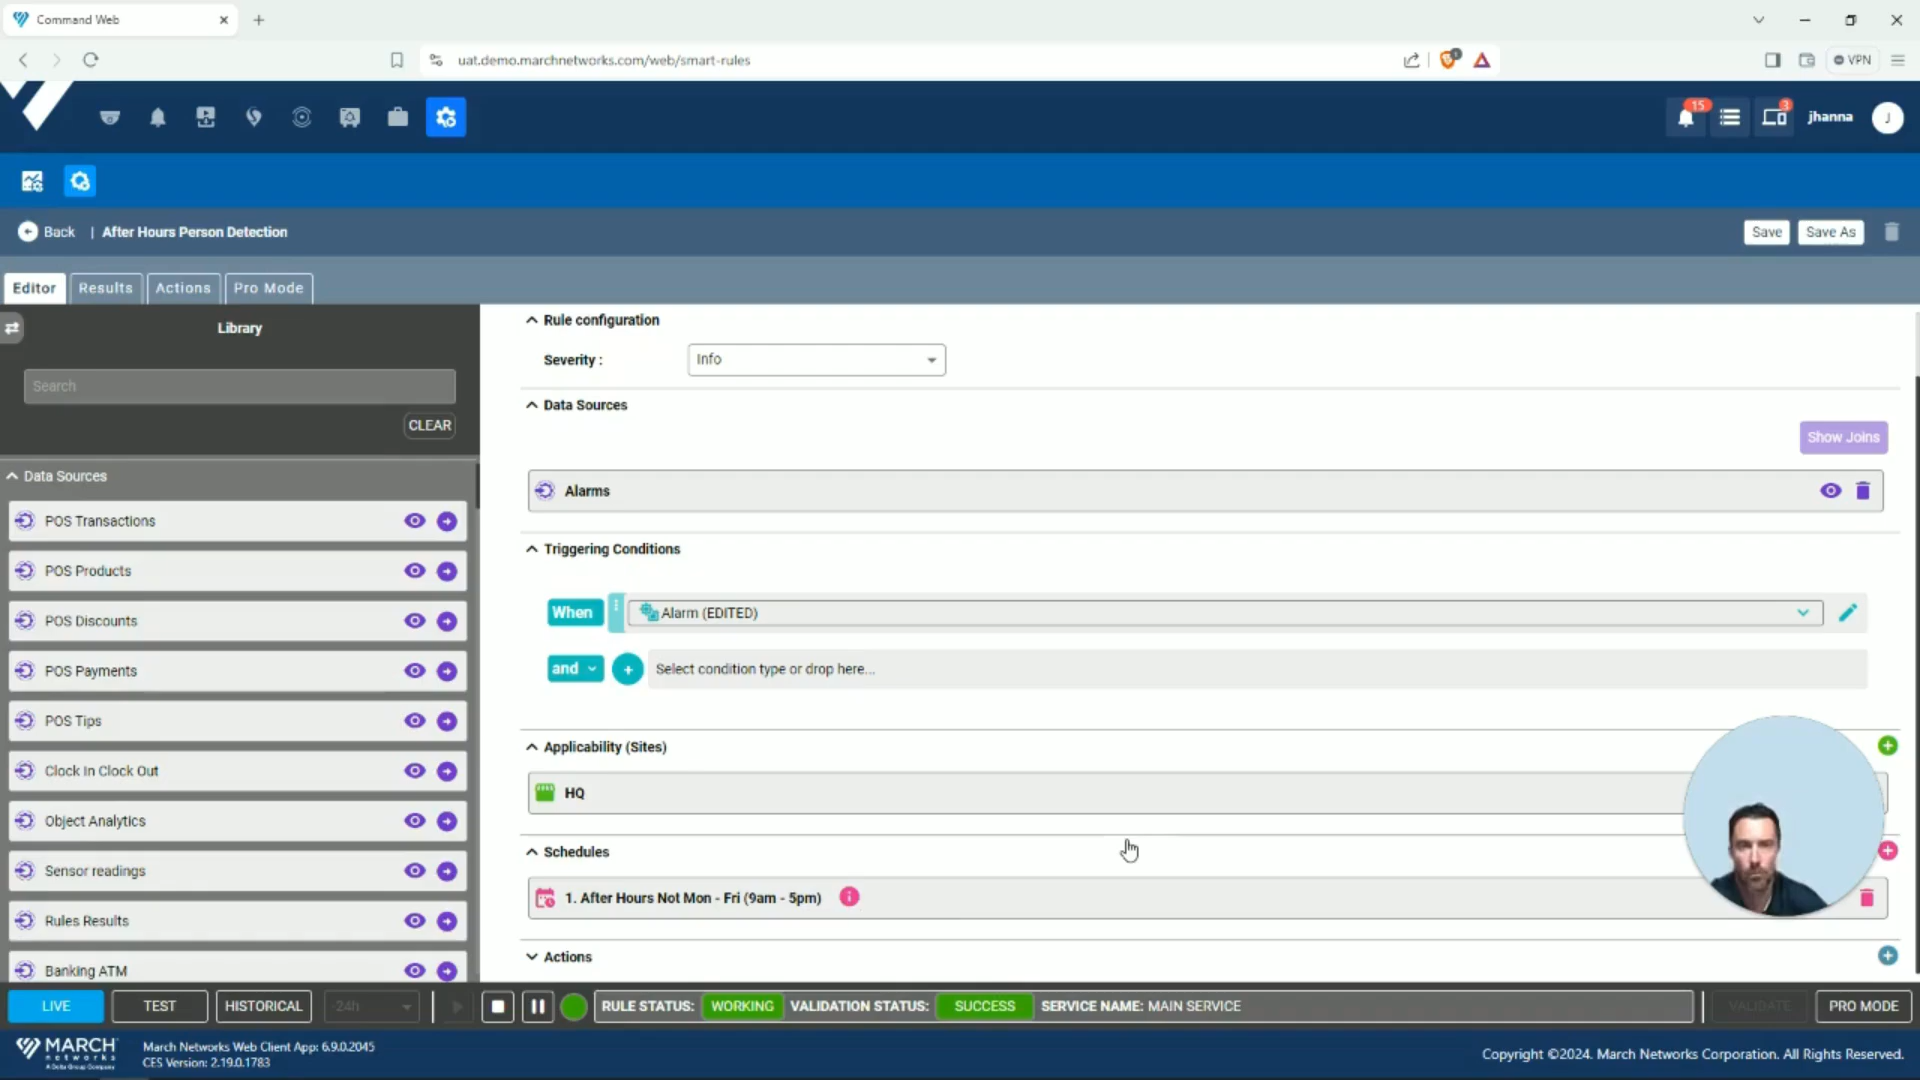 Command Web
uat.demo.marchnetworks.com/web/smart-rules
VPN
15
3
jhanna
J
Back | After Hours Person Detection
Save
Save As
Editor
Results
Actions
Pro Mode
Library
Search
CLEAR
Data Sources
POS Transactions
POS Products
POS Discounts
POS Payments
POS Tips
Clock In Clock Out
Object Analytics
Sensor readings
Rules Results
Banking ATM
Rule configuration
Severity :
Info
Data Sources
Show Joins
Alarms
Triggering Conditions
When
Alarm (EDITED)
and
Select condition type or drop here...
Applicability (Sites)
HQ
Schedules
1. After Hours Not Mon - Fri (9am - 5pm)
Actions
LIVE
TEST
HISTORICAL
24h
RULE STATUS: WORKING VALIDATION STATUS: SUCCESS SERVICE NAME: MAIN SERVICE
VALIDATE
PRO MODE
MARCH
networks
March Networks Web Client App: 6.9.0.2045
CES Version: 2.19.0.1783
Copyright ©2024. March Networks Corporation. All Rights Reserved.